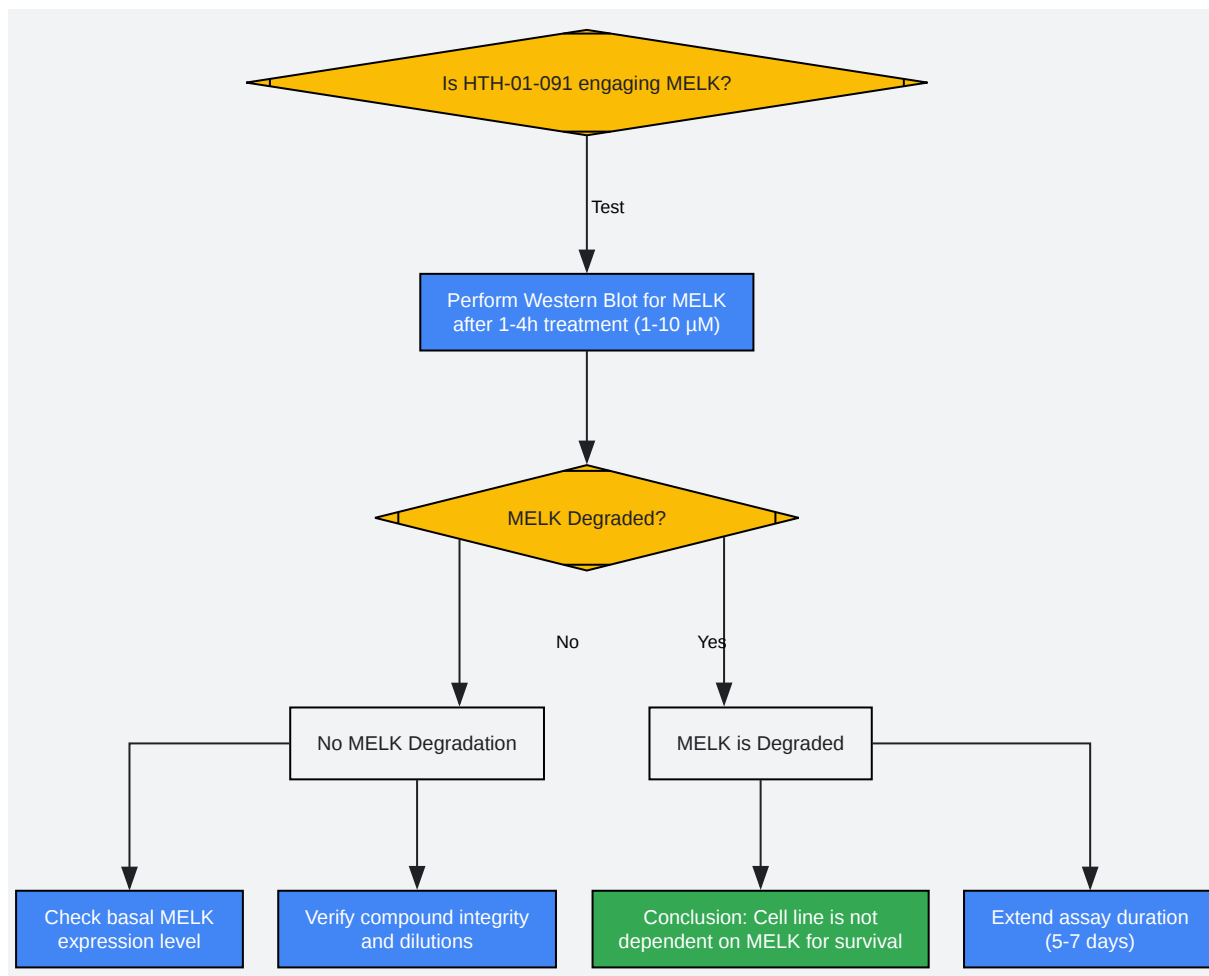 Is HTH-01-091 engaging MELK?
Test
Perform Western Blot for MELK
after 1-4h treatment (1-10 µM)
MELK Degraded?
No
Yes
No MELK Degradation
MELK is Degraded
Check basal MELK
expression level
Verify compound integrity
and dilutions
Conclusion: Cell line is not
dependent on MELK for survival
Extend assay duration
(5-7 days)